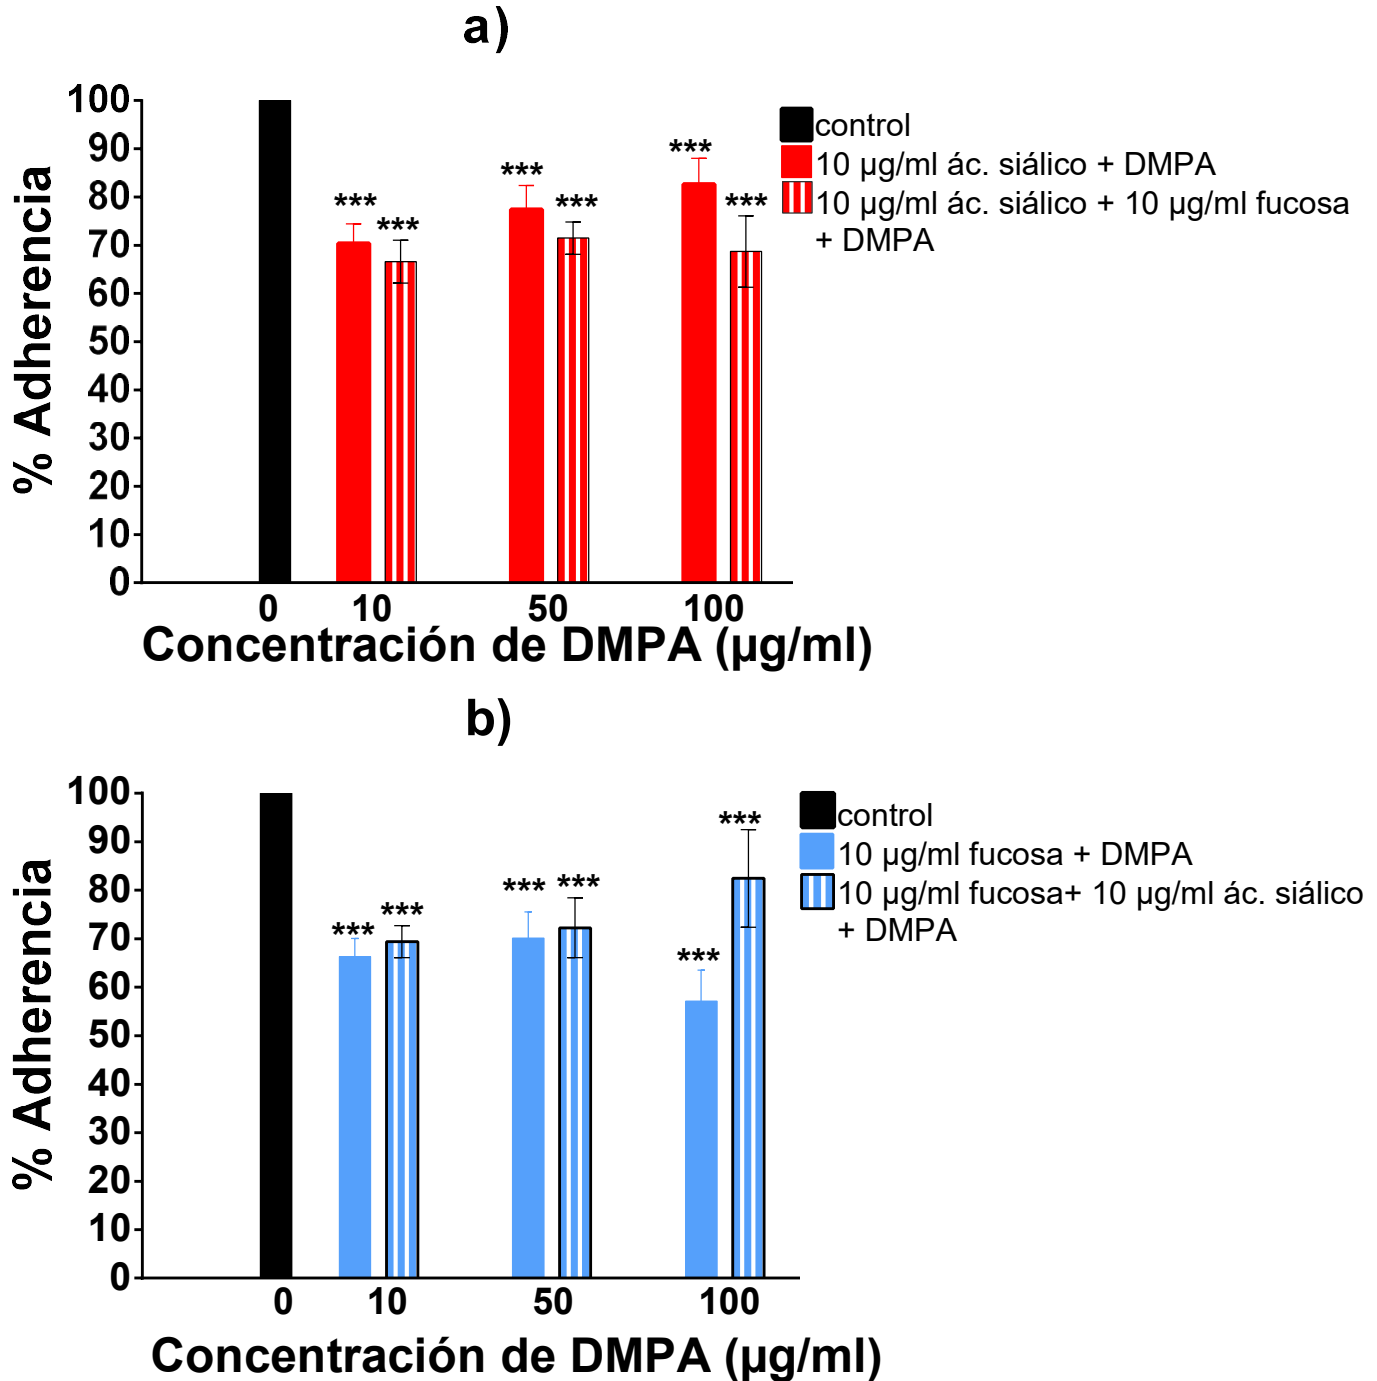 a)
% Adherencia
100
90
80
70
60
50
40
30
20
10
0
***
***
***
***
***
***
control
10 µg/ml ác. siálico + DMPA
10 µg/ml ác. siálico + 10 µg/ml fucosa
+ DMPA
0 10 50 100
Concentración de DMPA (µg/ml)
b)
% Adherencia
100
90
80
70
60
50
40
30
20
10
0
***
***
***
***
***
***
control
10 µg/ml fucosa + DMPA
10 µg/ml fucosa+ 10 µg/ml ác. siálico
+ DMPA
0 10 50 100
Concentración de DMPA (µg/ml)